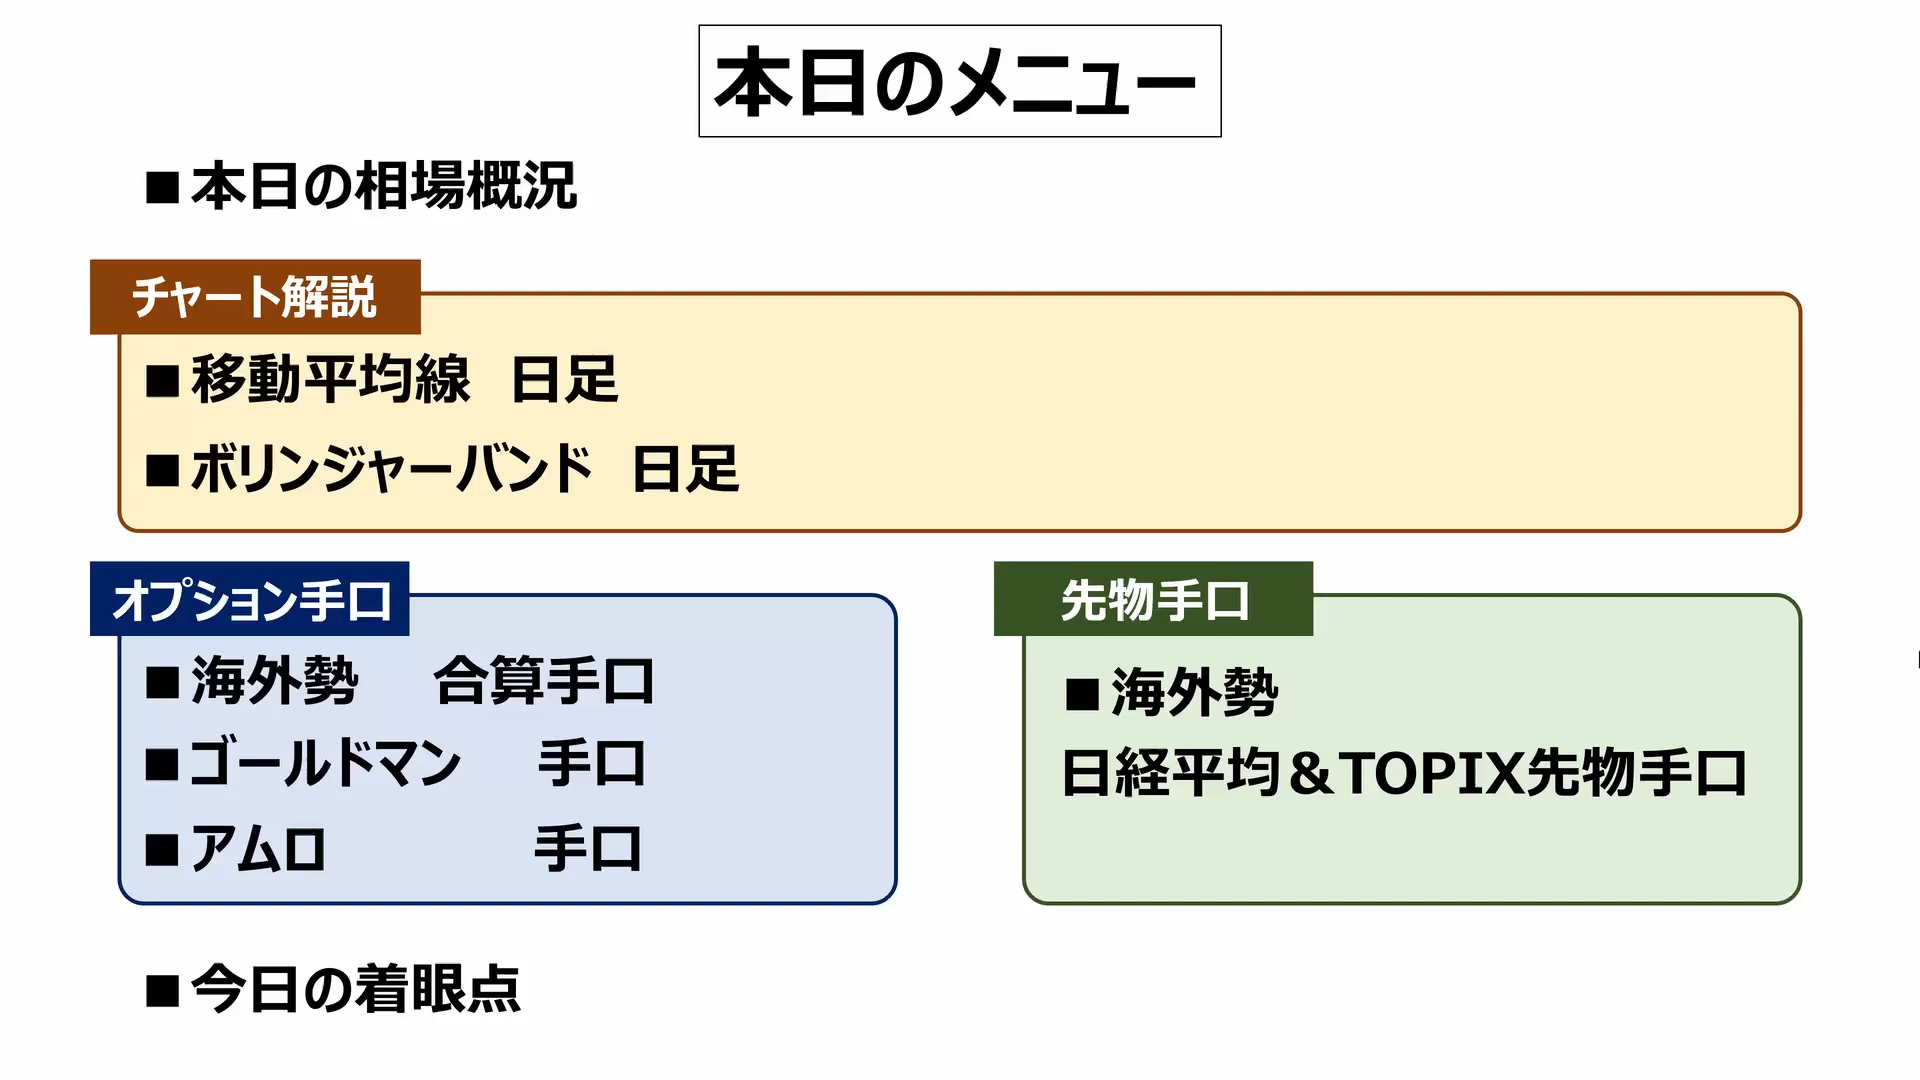 本日のメニュー
■本日の相場概況
チャート解説
■移動平均線 日足
■ボリンジャーバンド 日足
オプション手口
■海外勢 合算手口
■ゴールドマン 手口
■アムロ 手口
先物手口
■海外勢
日経平均＆TOPIX先物手口
■今日の着眼点